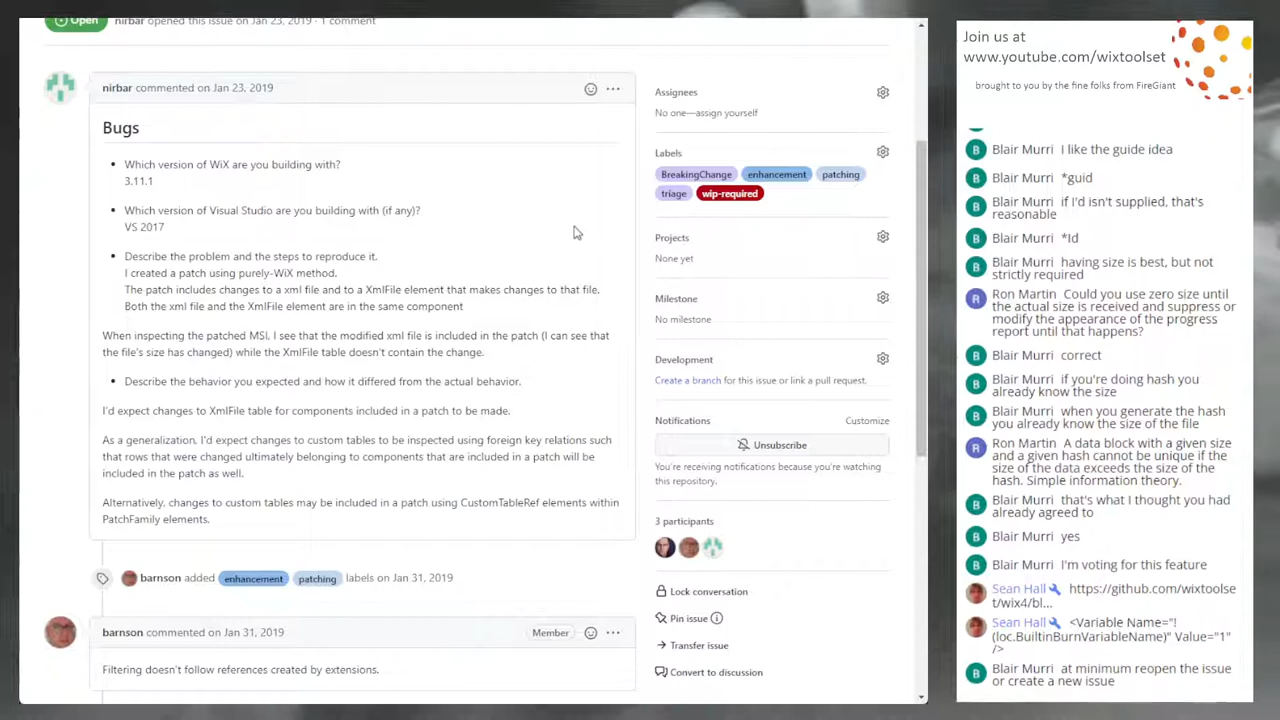 Open
nirbar opened this issue on Jan 23, 2019 · 1 comment
nirbar commented on Jan 23, 2019
Bugs
• Which version of WiX are you building with?
3.11.1
• Which version of Visual Studio are you building with (if any)?
VS 2017
• Describe the problem and the steps to reproduce it.
I created a patch using purely-WiX method.
The patch includes changes to a xml file and to a XmlFile element that makes changes to that file.
Both the xml file and the XmlFile element are in the same component
When inspecting the patched MSI, I see that the modified xml file is included in the patch (I can see that
the file's size has changed) while the XmlFile table doesn't contain the change.
• Describe the behavior you expected and how it differed from the actual behavior.
I'd expect changes to XmlFile table for components included in a patch to be made.
As a generalization, I'd expect changes to custom tables to be inspected using foreign key relations such
that rows that were changed ultimately belonging to components that are included in a patch will be
included in the patch as well.
Alternatively, changes to custom tables may be included in a patch using CustomTableRef elements within
PatchFamily elements.
barnson added enhancement patching labels on Jan 31, 2019
barnson commented on Jan 31, 2019
Member
Filtering doesn't follow references created by extensions.
Assignees
No one—assign yourself
Labels
BreakingChange enhancement patching
triage wip-required
Projects
None yet
Milestone
No milestone
Development
Create a branch for this issue or link a pull request.
Notifications Customize
Unsubscribe
You're receiving notifications because you're watching
this repository.
3 participants
Lock conversation
Pin issue
Transfer issue
Convert to discussion
Join us at
www.youtube.com/wixtoolset
brought to you by the fine folks from FireGiant
B Blair Murri I like the guide idea
B Blair Murri *guid
B Blair Murri if I'd isn't supplied, that's
reasonable
B Blair Murri *Id
B Blair Murri having size is best, but not
strictly required
R Ron Martin Could you use zero size until
the actual size is received and suppress or
modify the appearance of the progress
report until that happens?
B Blair Murri correct
B Blair Murri if you're doing hash you
already know the size
B Blair Murri when you generate the hash
you already know the size of the file
R Ron Martin A data block with a given size
and a given hash cannot be unique if the
size of the data exceeds the size of the
hash. Simple information theory.
B Blair Murri that's what I thought you had
already agreed to
B Blair Murri yes
B Blair Murri I'm voting for this feature
Sean Hall https://github.com/wixtoolse
t/wix4/bl...
Sean Hall <Variable Name="!
(loc.BuiltinBurnVariableName)" Value="1"
/>
B Blair Murri at minimum reopen the issue
or create a new issue